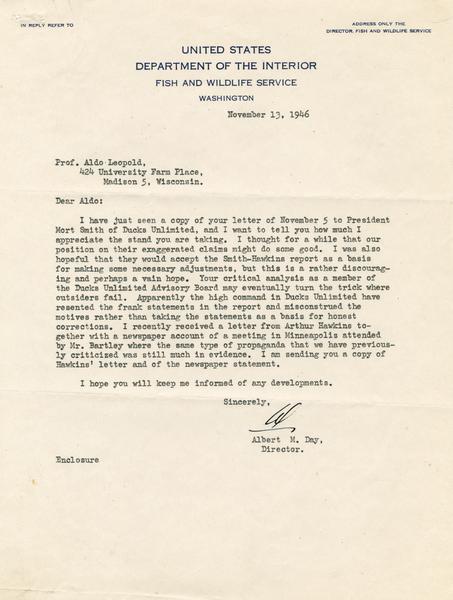 IN REPLY REFER TO
ADDRESS ONLY THE
DIRECTOR, FISH AND WILDLIFE SERVICE
UNITED STATES
DEPARTMENT OF THE INTERIOR
FISH AND WILDLIFE SERVICE
WASHINGTON
November 13, 1946
Prof. Aldo Leopold,
424 University Farm Place,
Madison 5, Wisconsin.
Dear Aldo:
I have just seen a copy of your letter of November 5 to President
Mort Smith of Ducks Unlimited, and I want to tell you how much I
appreciate the stand you are taking. I thought for a while that our
position on their exaggerated claims might do some good. I was also
hopeful that they would accept the Smith-Hawkins report as a basis
for making some necessary adjustments, but this is a rather discourag-
ing and perhaps a vain hope. Your critical analysis as a member of
the Ducks Unlimited Advisory Board may eventually turn the trick where
outsiders fail. Apparently the high command in Ducks Unlimited have
resented the frank statements in the report and misconstrued the
motives rather than taking the statements as a basis for honest
corrections. I recently received a letter from Arthur Hawkins to-
gether with a newspaper account of a meeting in Minneapolis attended
by Mr. Bartley where the same type of propaganda that we have previous-
ly criticized was still much in evidence. I am sending you a copy of
Hawkins' letter and of the newspaper statement.
I hope you will keep me informed of any developments.
Sincerely,
Albert M. Day,
Director.
Enclosure